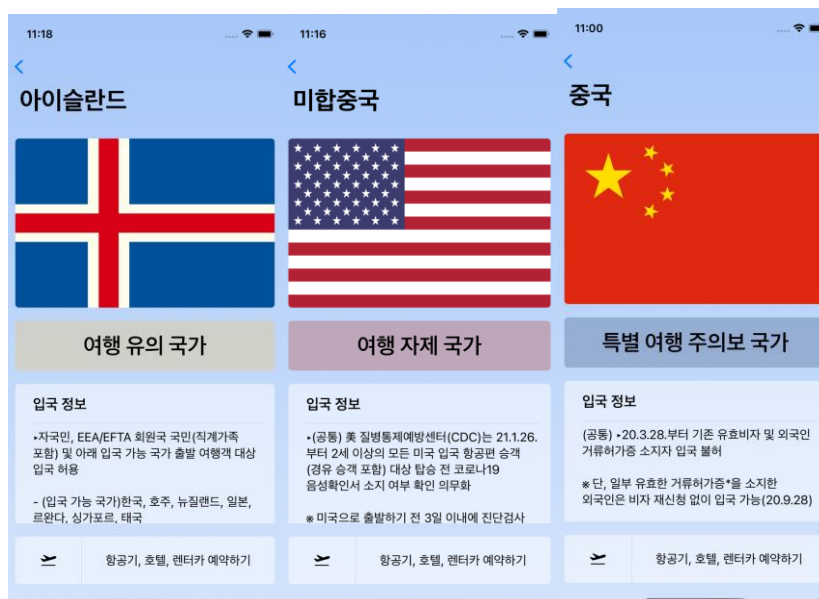 11:18
아이슬란드
여행 유의 국가
입국 정보
▸자국민, EEA/EFTA 회원국 국민(직계가족
포함) 및 아래 입국 가능 국가 출발 여행객 대상
입국 허용
- (입국 가능 국가)한국, 호주, 뉴질랜드, 일본,
르완다, 싱가포르, 태국
항공기, 호텔, 렌터카 예약하기
11:16
미합중국
여행 자제 국가
입국 정보
▸(공통) 美 질병통제예방센터(CDC)는 21.1.26.
부터 2세 이상의 모든 미국 입국 항공편 승객
(경유 승객 포함) 대상 탑승 전 코로나19
음성확인서 소지 여부 확인 의무화
※ 미국으로 출발하기 전 3일 이내에 진단검사
항공기, 호텔, 렌터카 예약하기
11:00
중국
특별 여행 주의보 국가
입국 정보
(공통) ▸20.3.28.부터 기존 유효비자 및 외국인
거류허가증 소지자 입국 불허
※ 단, 일부 유효한 거류허가증*을 소지한
외국인은 비자 재신청 없이 입국 가능(20.9.28)
항공기, 호텔, 렌터카 예약하기